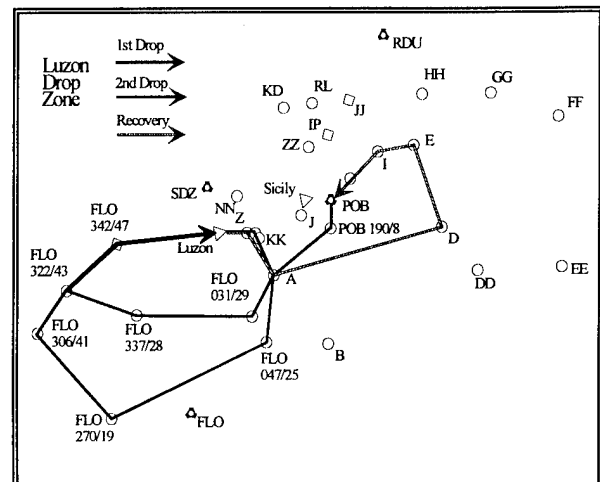 RDU
1st Drop
Luzon
Drop
Zone
2nd Drop
Recovery
HH
GG
KD
RL
JJ
FF
IP
ZZ
E
I
SDZ
Sicily
POB
NN
J
FLO
342/47
Z
KK
POB 190/8
D
Luzon
FLO
322/43
A
DD
EE
FLO
031/29
FLO
306/41
FLO
337/28
FLO
047/25
B
FLO
270/19
FLO